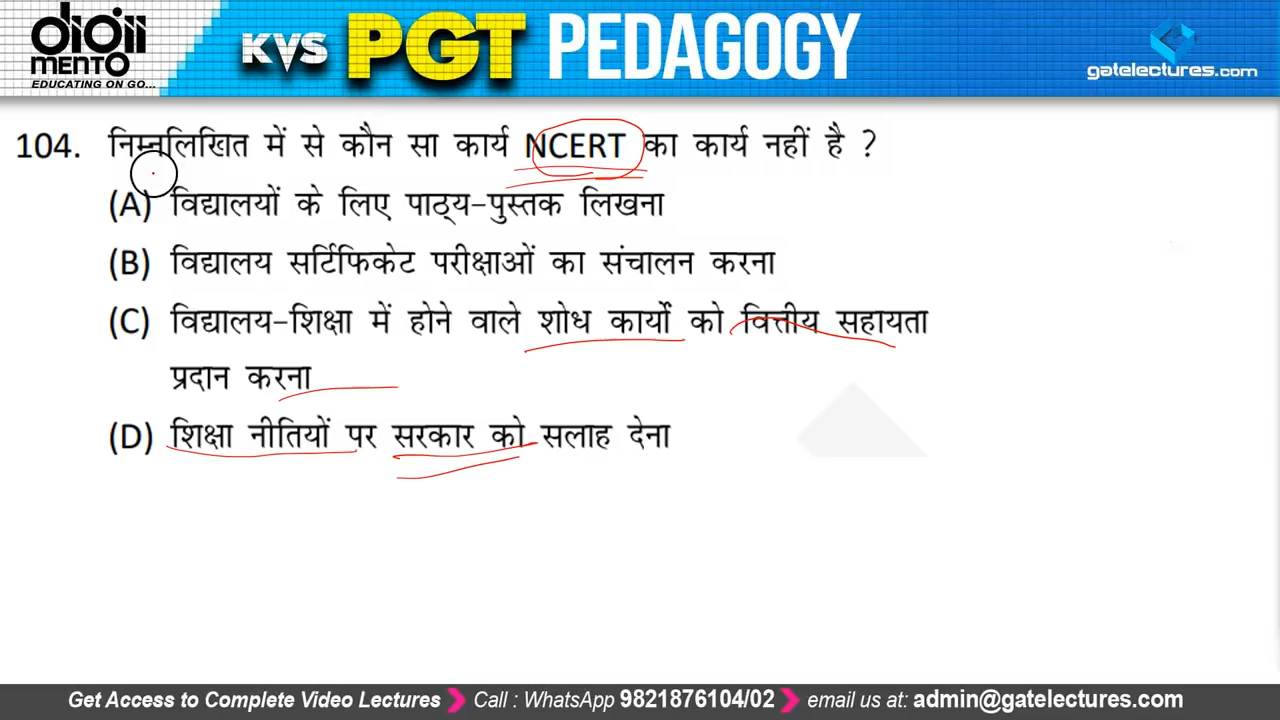 digii
MENTO
EDUCATING ON GO...
KVS PGT PEDAGOGY
gatelectures.com
104. निम्नलिखित में से कौन सा कार्य NCERT का कार्य नहीं है ?
(A) विद्यालयों के लिए पाठ्य-पुस्तक लिखना
(B) विद्यालय सर्टिफिकेट परीक्षाओं का संचालन करना
(C) विद्यालय-शिक्षा में होने वाले शोध कार्यों को वित्तीय सहायता
प्रदान करना
(D) शिक्षा नीतियों पर सरकार को सलाह देना
Get Access to Complete Video Lectures Call : WhatsApp 9821876104/02 email us at: admin@gatelectures.com